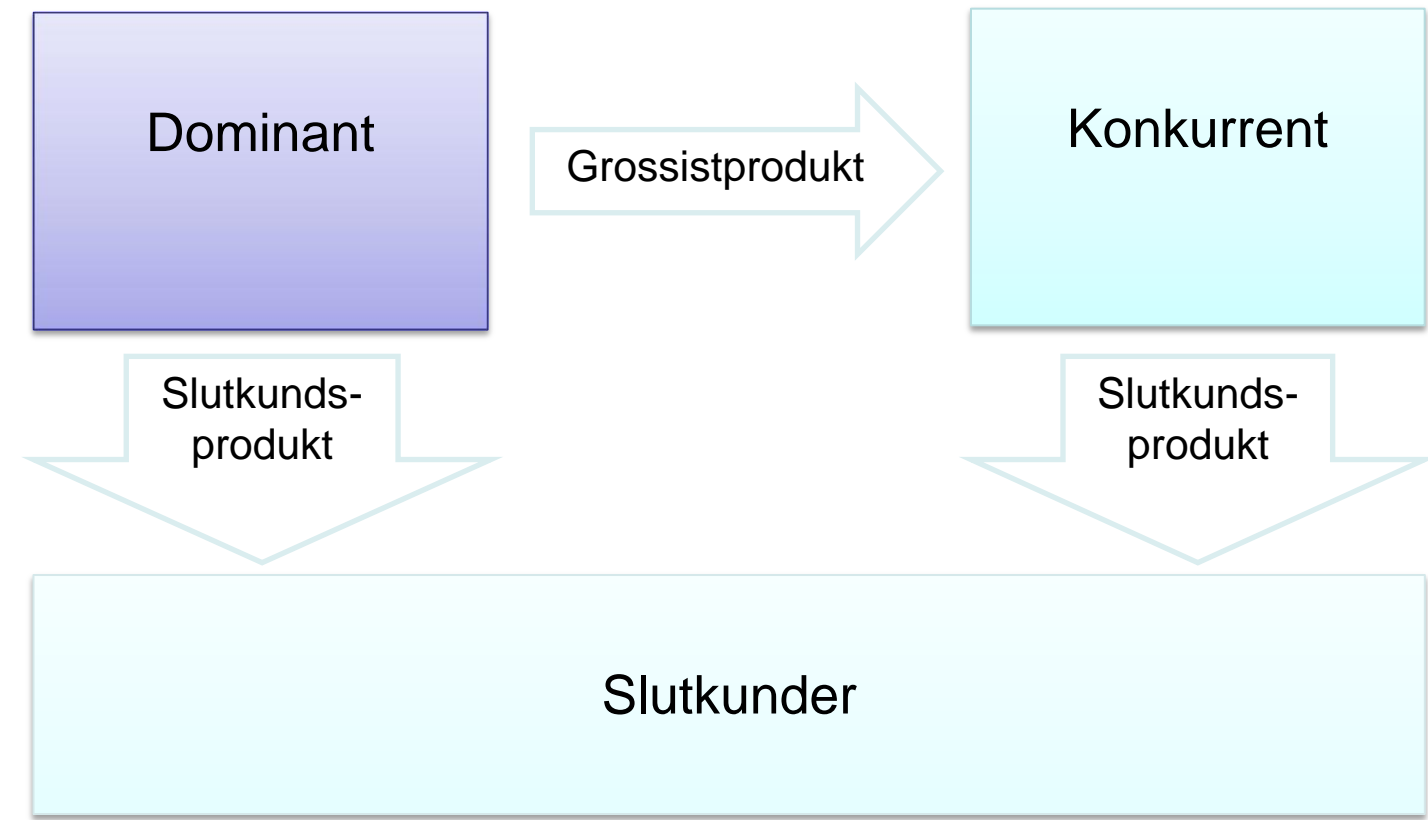 Dominant
Grossistprodukt
Konkurrent
Slutkunds-
produkt
Slutkunds-
produkt
Slutkunder